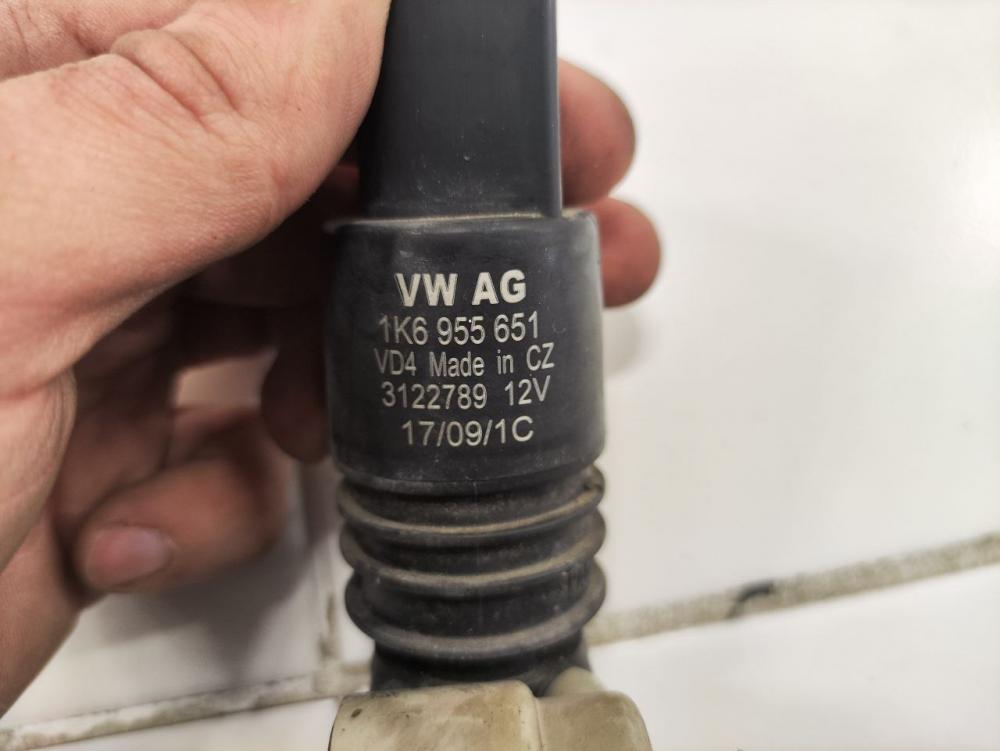 VW AG
1K6 955 651
VD4 Made in CZ
3122789 12V
17/09/1C